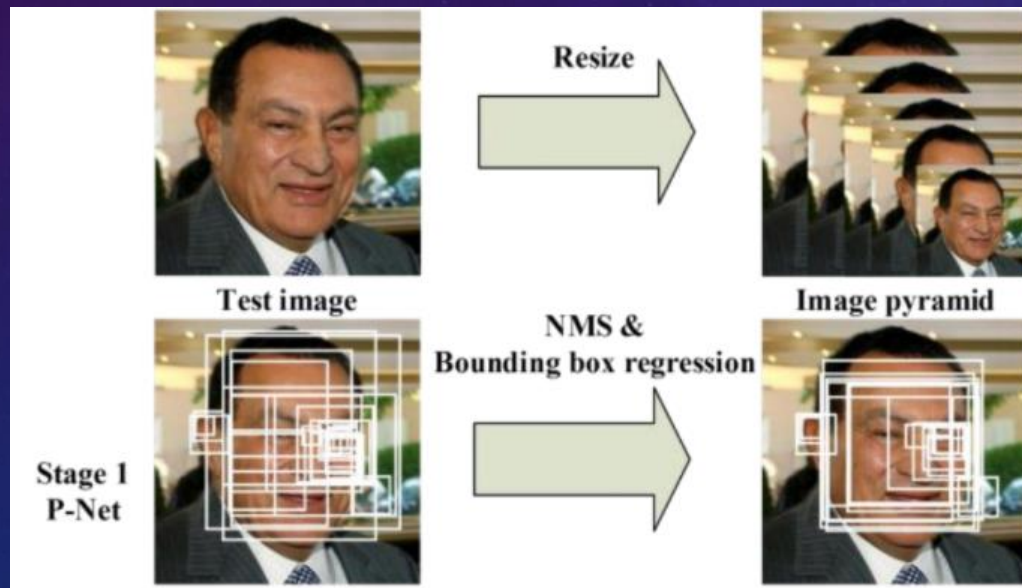 Resize
Test image
Image pyramid
NMS &
Bounding box regression
Stage 1
P-Net